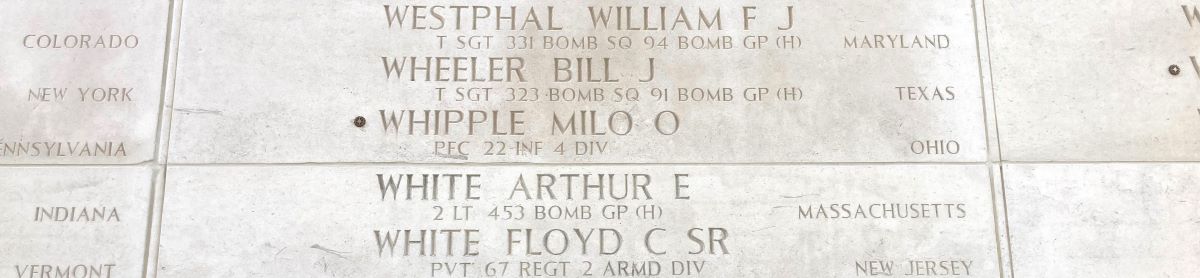 WESTPHAL WILLIAM F J
COLORADO T SGT 331 BOMB SQ 94 BOMB GP (H) MARYLAND
WHEELER BILL J
NEW YORK T SGT 323 BOMB SQ 91 BOMB GP (H) TEXAS
WHIPPLE MILO O
ENNSYLVANIA PFC 22 INF 4 DIV OHIO
WHITE ARTHUR E
INDIANA 2 LT 453 BOMB GP (H) MASSACHUSETTS
WHITE FLOYD C SR
VERMONT PVT 67 REGT 2 ARMD DIV NEW JERSEY